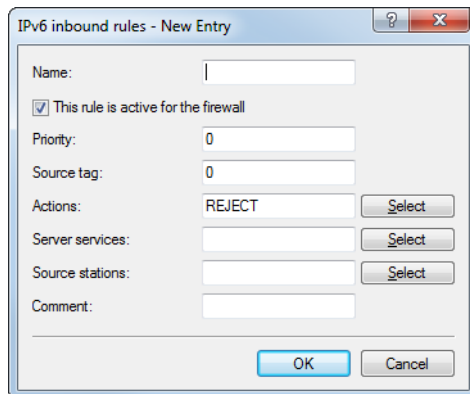 IPv6 inbound rules - New Entry
?
Name:
This rule is active for the firewall
Priority: 0
Source tag: 0
Actions: REJECT Select
Server services: Select
Source stations: Select
Comment:
OK Cancel